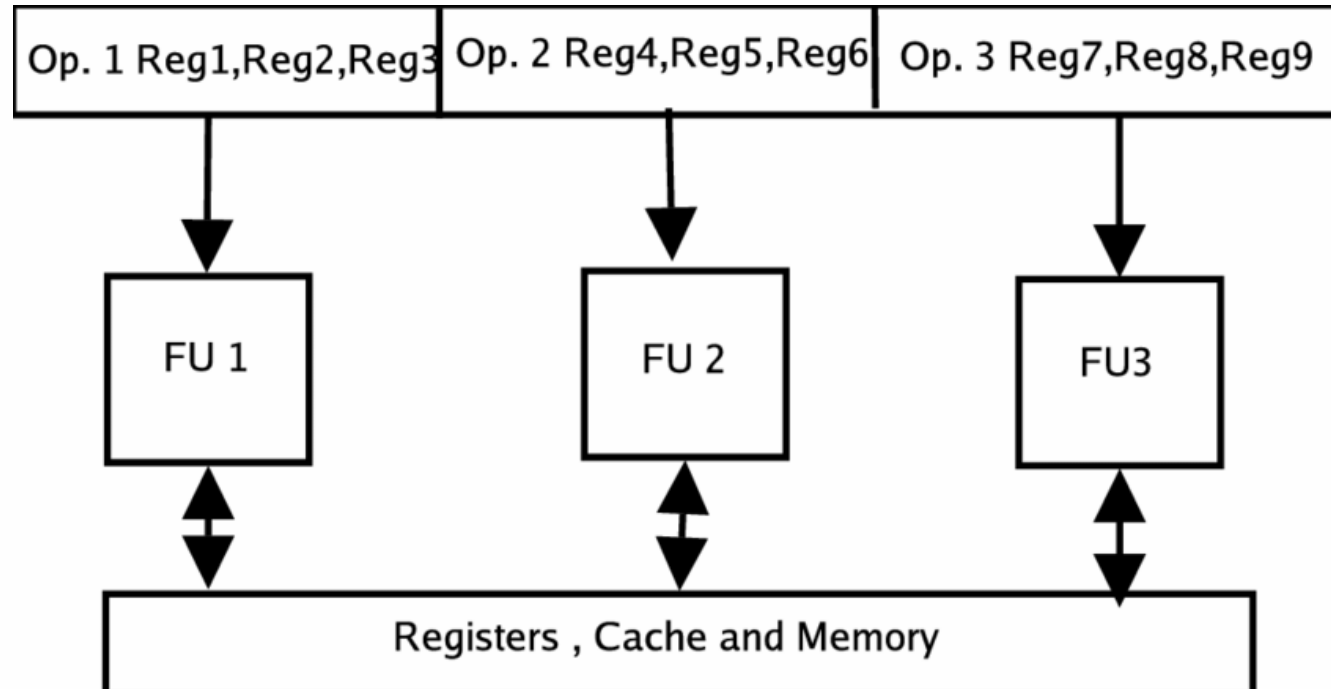 Op. 1 Reg1,Reg2,Reg3
Op. 2 Reg4,Reg5,Reg6
Op. 3 Reg7,Reg8,Reg9
FU 1
FU 2
FU3
Registers , Cache and Memory